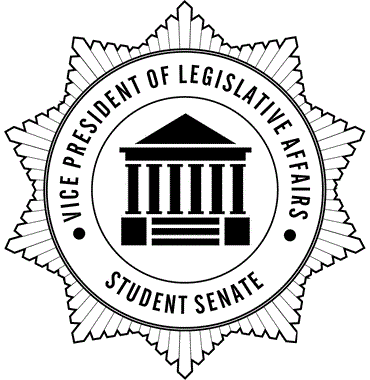 VICE PRESIDENT OF LEGISLATIVE AFFAIRS
STUDENT SENATE